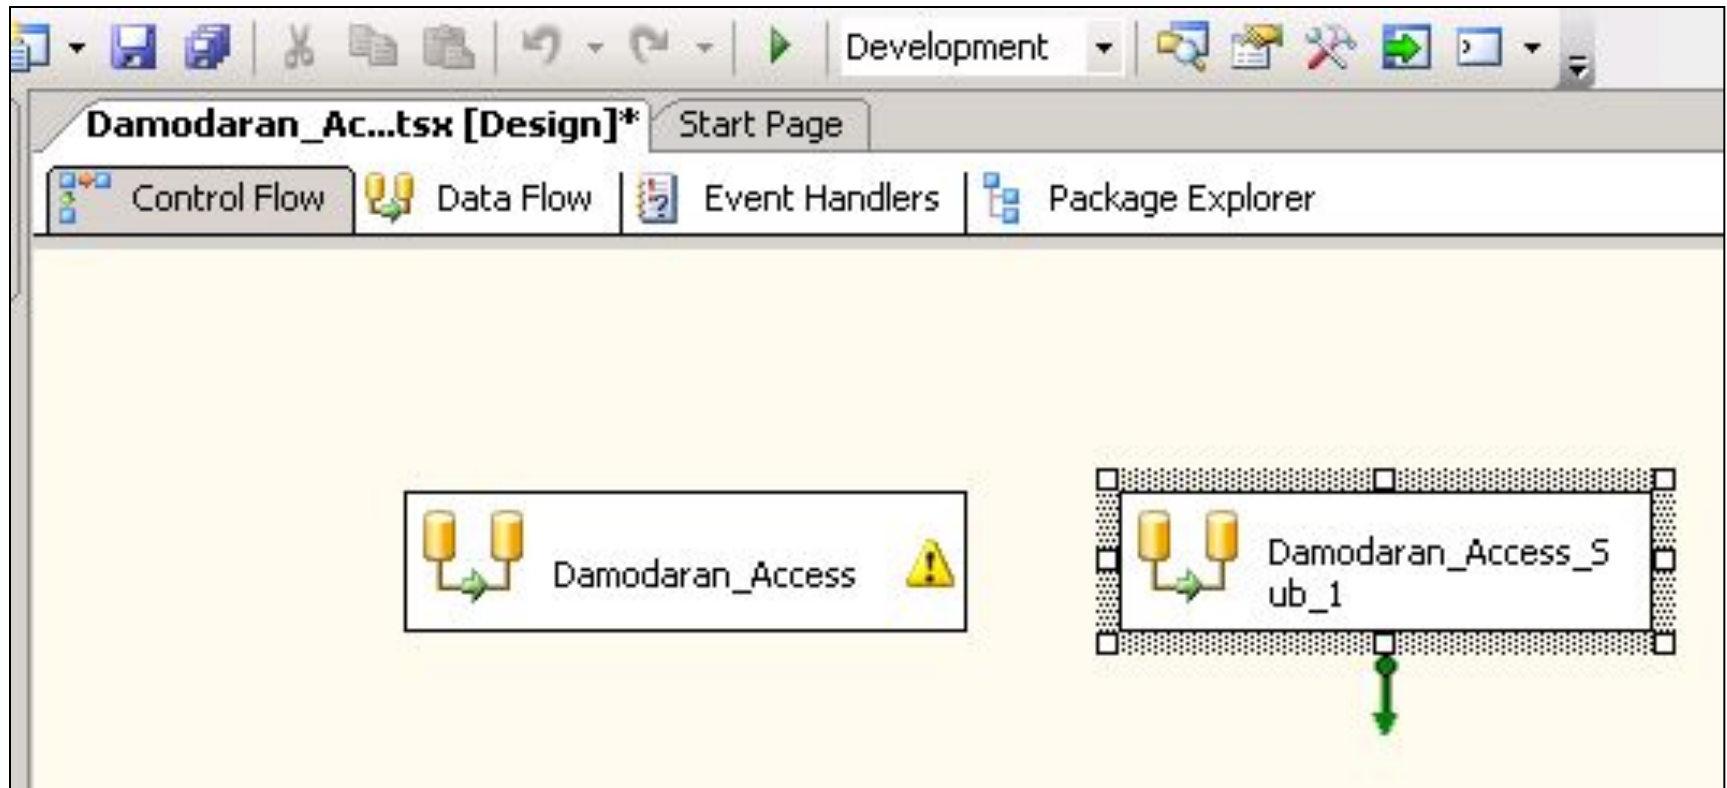 Development
Damodaran_Ac...tsx [Design]* Start Page
Control Flow Data Flow Event Handlers Package Explorer
Damodaran_Access
Damodaran_Access_S
ub_1